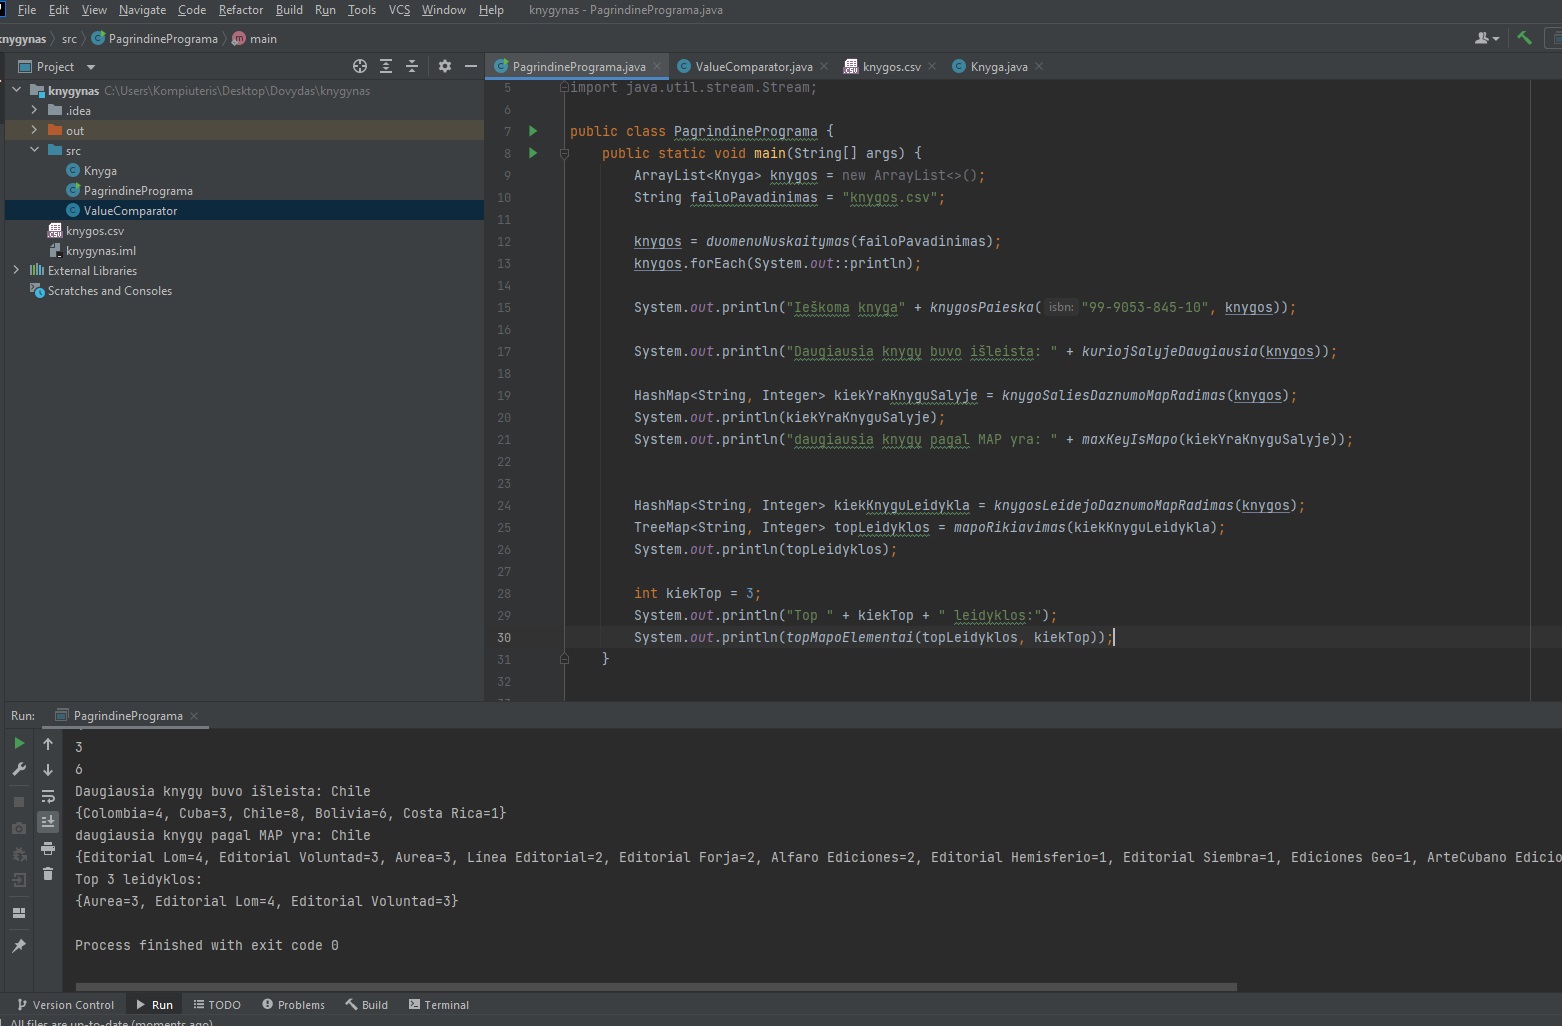 File Edit View Navigate Code Refactor Build Run Tools VCS Window Help knygynas - PagrindinePrograma.java
knygynas src PagrindinePrograma main
Project
PagrindinePrograma.java ValueComparator.java knygos.csv Knyga.java
knygynas C:\Users\Kompiuteris\Desktop\Dovydas\knygynas
.idea
out
src
Knyga
PagrindinePrograma
ValueComparator
knygos.csv
knygynas.iml
External Libraries
Scratches and Consoles
5 import java.util.stream.Stream;
6
7 public class PagrindinePrograma {
8 public static void main(String[] args) {
9 ArrayList<Knyga> knygos = new ArrayList<>();
10 String failoPavadinimas = "knygos.csv";
11
12 knygos = duomenuNuskaitymas(failoPavadinimas);
13 knygos.forEach(System.out::println);
14
15 System.out.println("Ieškoma knyga" + knygosPaieska( isbn: "99-9053-845-10", knygos));
16
17 System.out.println("Daugiausia knygų buvo išleista: " + kuriojSalyjeDaugiausia(knygos));
18
19 HashMap<String, Integer> kiekYraKnyguSalyje = knygoSaliesDaznumoMapRadimas(knygos);
20 System.out.println(kiekYraKnyguSalyje);
21 System.out.println("daugiausia knygų pagal MAP yra: " + maxKeyIsMapo(kiekYraKnyguSalyje));
22
23
24 HashMap<String, Integer> kiekKnyguLeidykla = knygosLeidejoDaznumoMapRadimas(knygos);
25 TreeMap<String, Integer> topLeidyklos = mapoRikiavimas(kiekKnyguLeidykla);
26 System.out.println(topLeidyklos);
27
28 int kiekTop = 3;
29 System.out.println("Top " + kiekTop + " leidyklos:");
30 System.out.println(topMapoElementai(topLeidyklos, kiekTop));
31 }
32
Run: PagrindinePrograma
3
6
Daugiausia knygų buvo išleista: Chile
{Colombia=4, Cuba=3, Chile=8, Bolivia=6, Costa Rica=1}
daugiausia knygų pagal MAP yra: Chile
{Editorial Lom=4, Editorial Voluntad=3, Aurea=3, Línea Editorial=2, Editorial Forja=2, Alfaro Ediciones=2, Editorial Hemisferio=1, Editorial Siembra=1, Ediciones Geo=1, ArteCubano Edicio
Top 3 leidyklos:
{Aurea=3, Editorial Lom=4, Editorial Voluntad=3}
Process finished with exit code 0
Version Control Run TODO Problems Build Terminal
All files are up-to-date (moments ago)